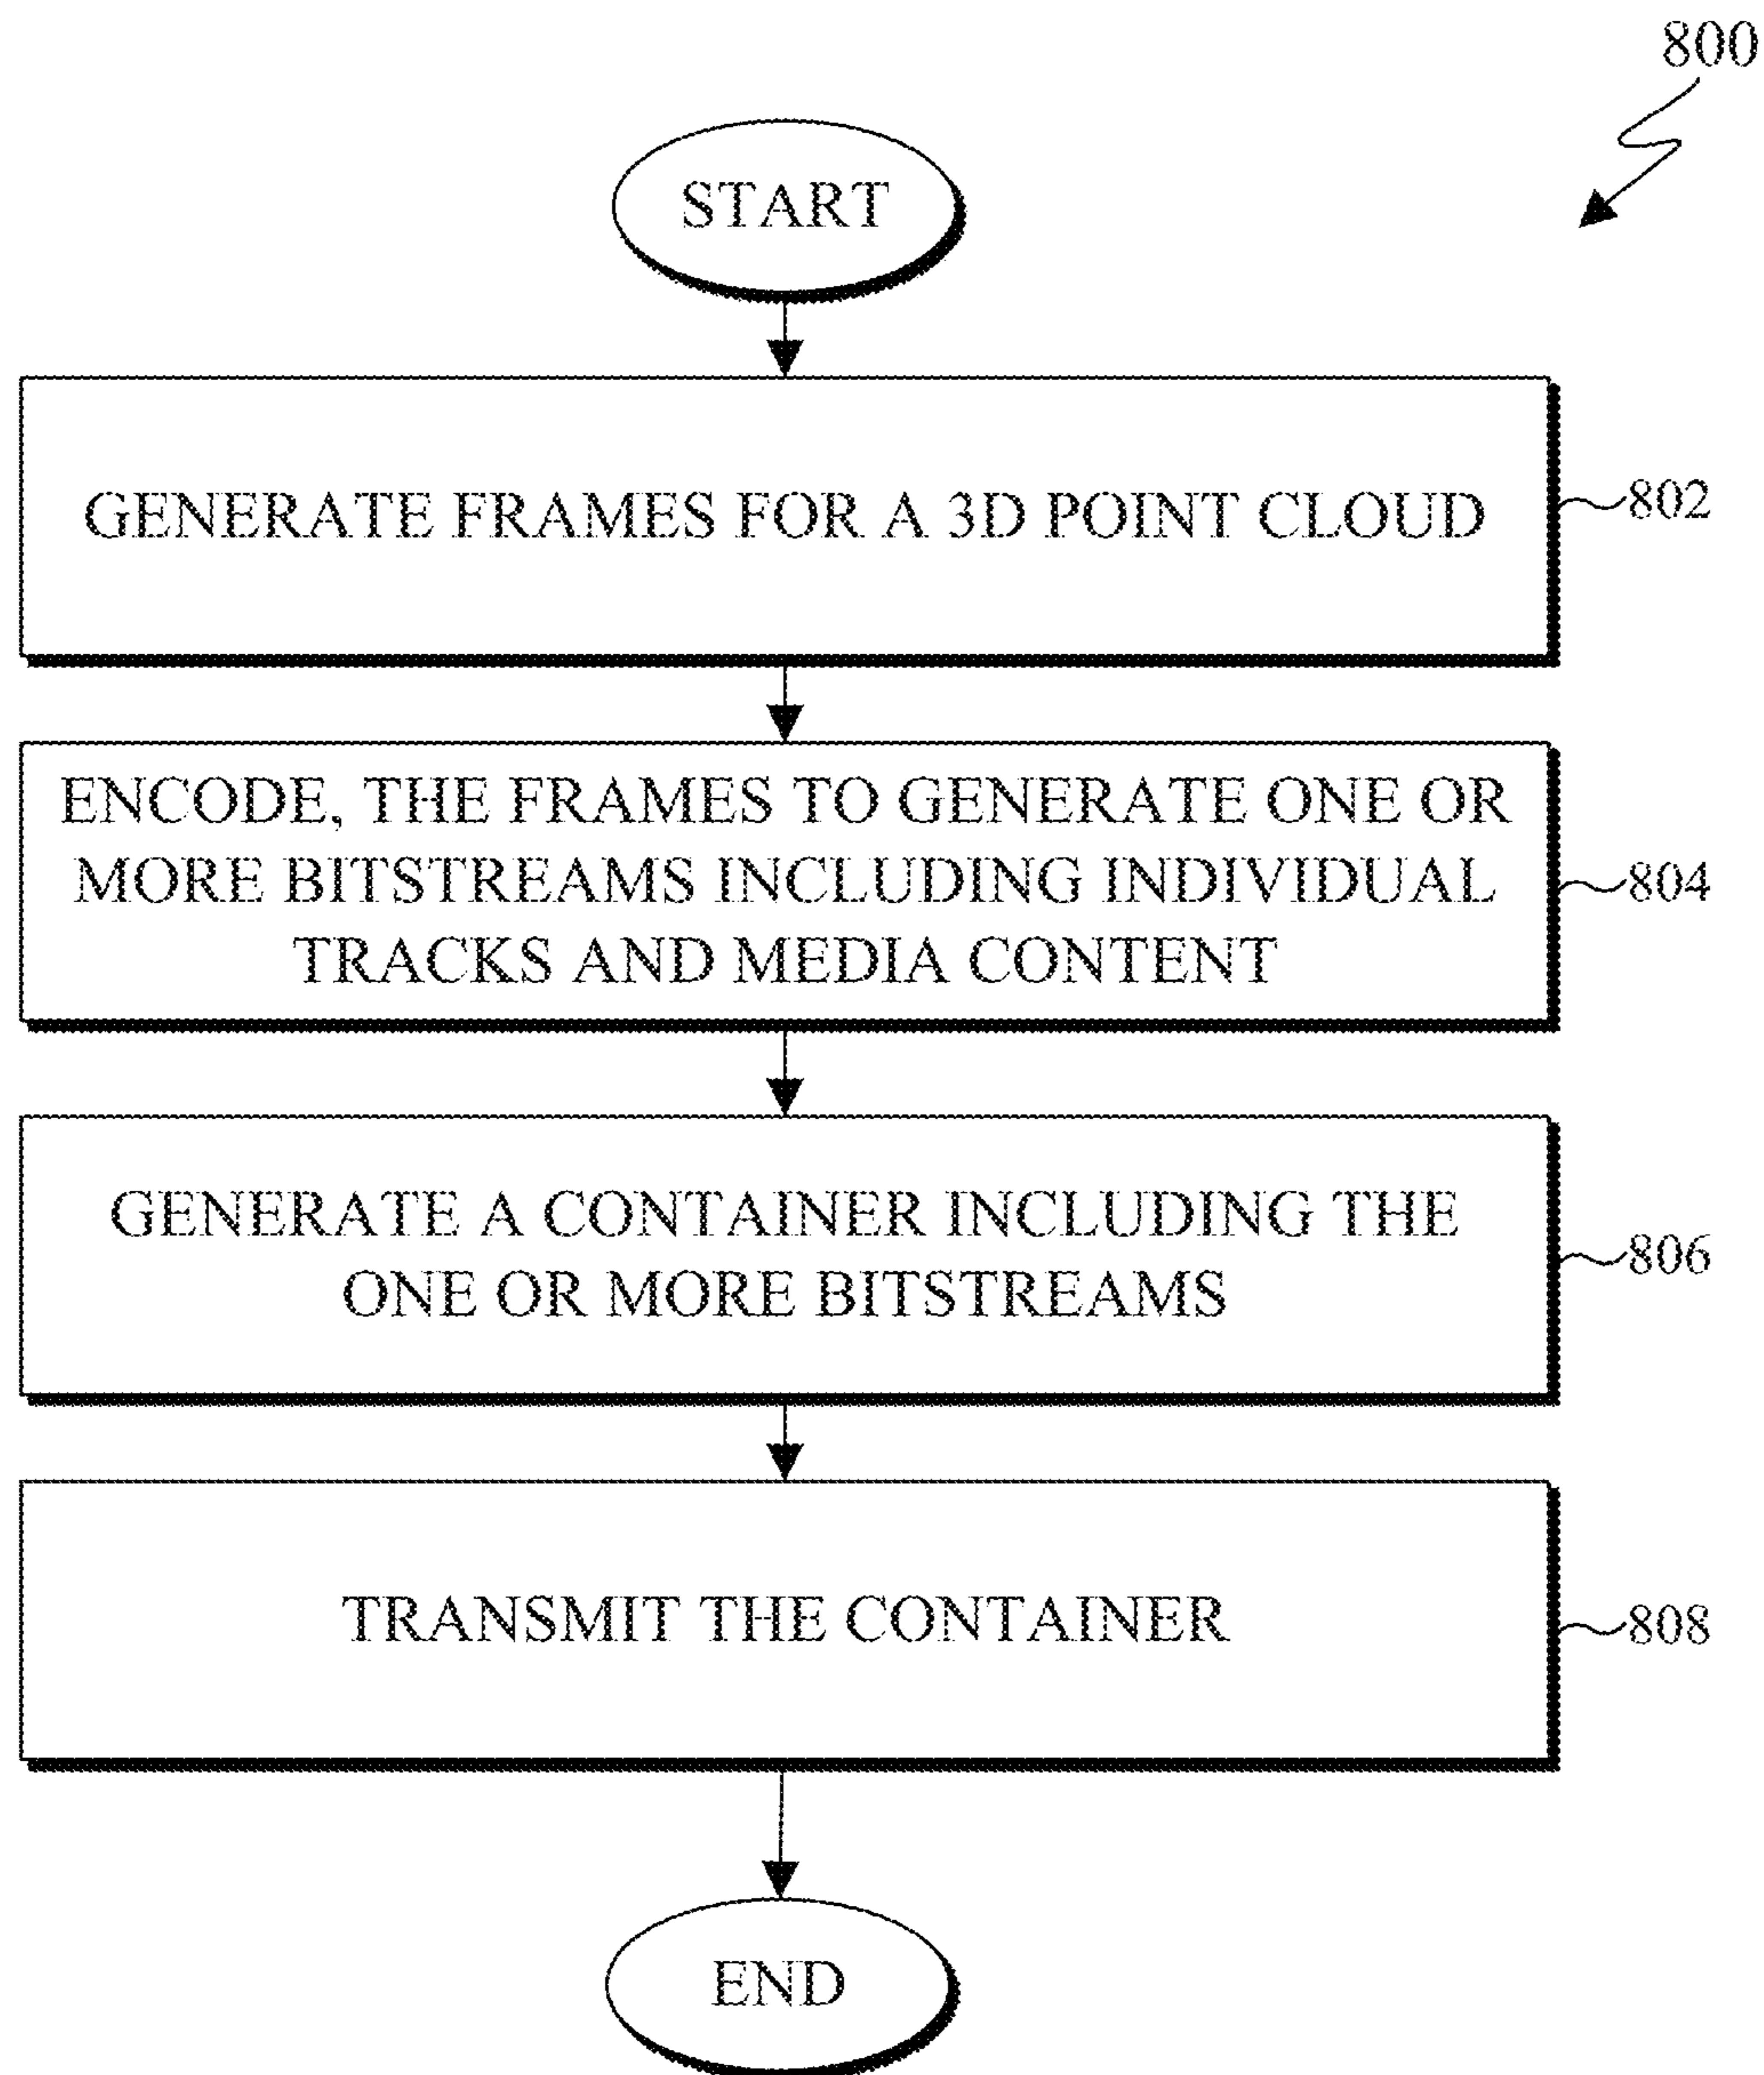 800
START
GENERATE FRAMES FOR A 3D POINT CLOUD
802
ENCODE, THE FRAMES TO GENERATE ONE OR
MORE BITSTREAMS INCLUDING INDIVIDUAL
TRACKS AND MEDIA CONTENT
804
GENERATE A CONTAINER INCLUDING THE
ONE OR MORE BITSTREAMS
806
TRANSMIT THE CONTAINER
808
END